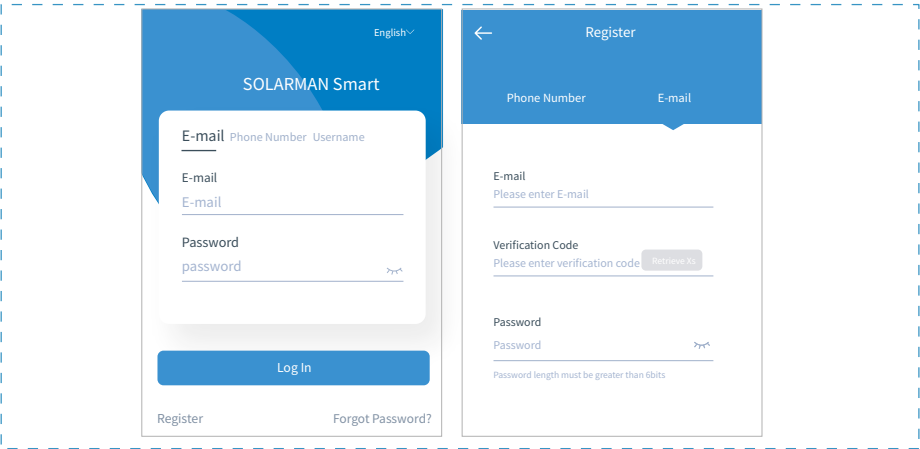 English
SOLARMAN Smart
E-mail Phone Number Username
E-mail
E-mail
Password
password
Log In
Register Forgot Password?
Register
Phone Number E-mail
E-mail
Please enter E-mail
Verification Code
Please enter verification code Retrieve Xs
Password
Password
Password length must be greater than 6bits